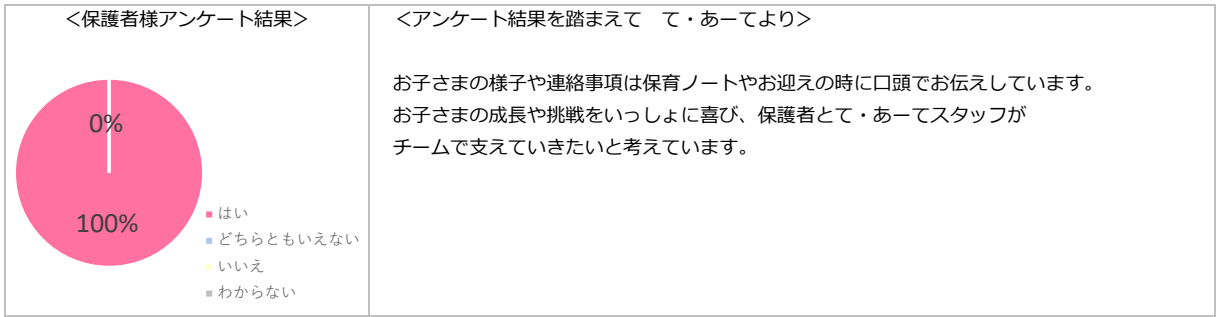 ＜保護者様アンケート結果＞
0%
100%
はい
どちらともいえない
いいえ
わからない
＜アンケート結果を踏まえて　て・あーてより＞
お子さまの様子や連絡事項は保育ノートやお迎えの時に口頭でお伝えしています。
お子さまの成長や挑戦をいっしょに喜び、保護者とて・あーてスタッフが
チームで支えていきたいと考えています。